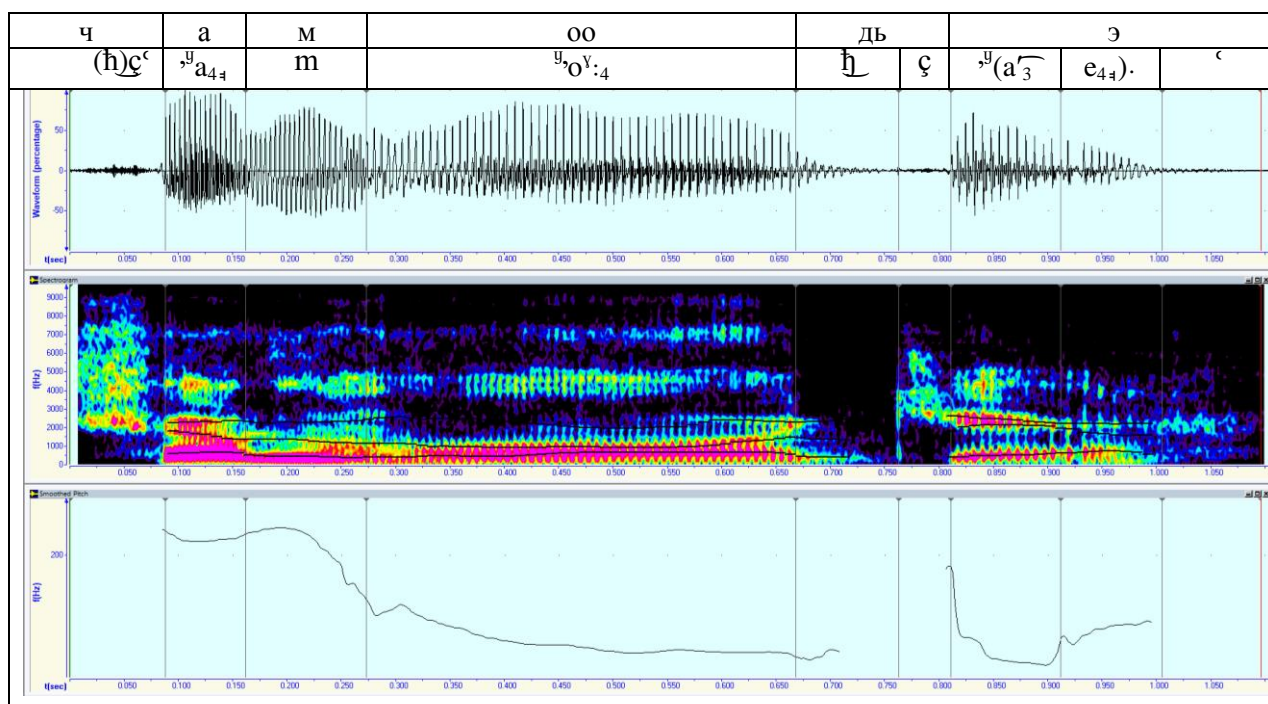 ч а м оо дь э
(ћ)çʿ ,ʸa₄ m ʸ,oˠ:₄ ћ ç ,ʸ(a'₃ e₄). ʿ
Waveform (percentage)
50-
0-
-50-
t(sec) 0.050 0.100 0.150 0.200 0.250 0.300 0.350 0.400 0.450 0.500 0.550 0.600 0.650 0.700 0.750 0.800 0.850 0.900 0.950 1.000 1.050
Spectrogram
f(Hz)
9000-
8000-
7000-
6000-
5000-
4000-
3000-
2000-
1000-
0-
t(sec) 0.050 0.100 0.150 0.200 0.250 0.300 0.350 0.400 0.450 0.500 0.550 0.600 0.650 0.700 0.750 0.800 0.850 0.900 0.950 1.000 1.050
Smoothed Pitch
f(Hz)
200-
t(sec) 0.050 0.100 0.150 0.200 0.250 0.300 0.350 0.400 0.450 0.500 0.550 0.600 0.650 0.700 0.750 0.800 0.850 0.900 0.950 1.000 1.050